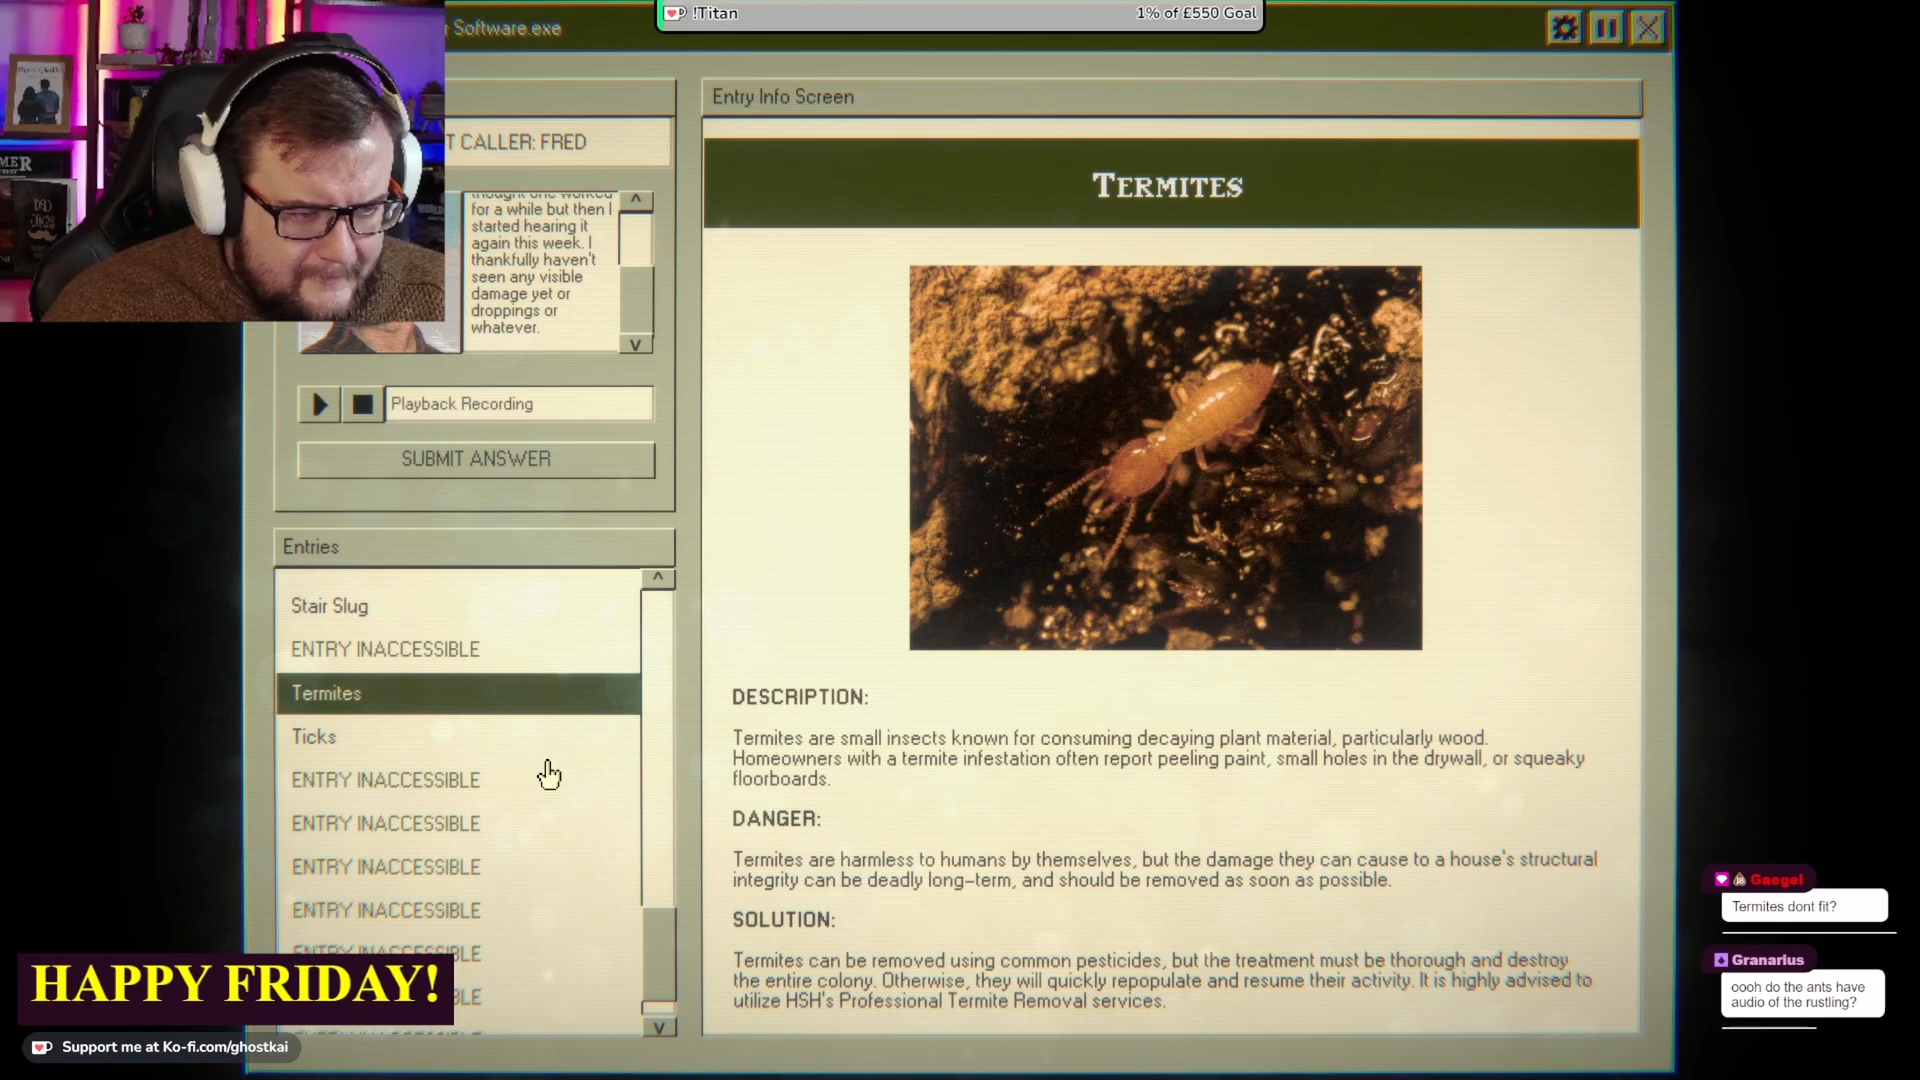 !Titan
1% of £550 Goal
Software.exe
T CALLER: FRED
thought one worked
for a while but then I
started hearing it
again this week. I
thankfully haven't
seen any visible
damage yet or
droppings or
whatever.
Playback Recording
SUBMIT ANSWER
Entries
Stair Slug
ENTRY INACCESSIBLE
Termites
Ticks
ENTRY INACCESSIBLE
ENTRY INACCESSIBLE
ENTRY INACCESSIBLE
ENTRY INACCESSIBLE
Entry Info Screen
TERMITES
DESCRIPTION:
Termites are small insects known for consuming decaying plant material, particularly wood.
Homeowners with a termite infestation often report peeling paint, small holes in the drywall, or squeaky
floorboards.
DANGER:
Termites are harmless to humans by themselves, but the damage they can cause to a house's structural
integrity can be deadly long-term, and should be removed as soon as possible.
SOLUTION:
Termites can be removed using common pesticides, but the treatment must be thorough and destroy
the entire colony. Otherwise, they will quickly repopulate and resume their activity. It is highly advised to
utilize HSH's Professional Termite Removal services.
HAPPY FRIDAY!
Support me at Ko-fi.com/ghostkai
Gaegel
Termites dont fit?
Granarius
oooh do the ants have
audio of the rustling?